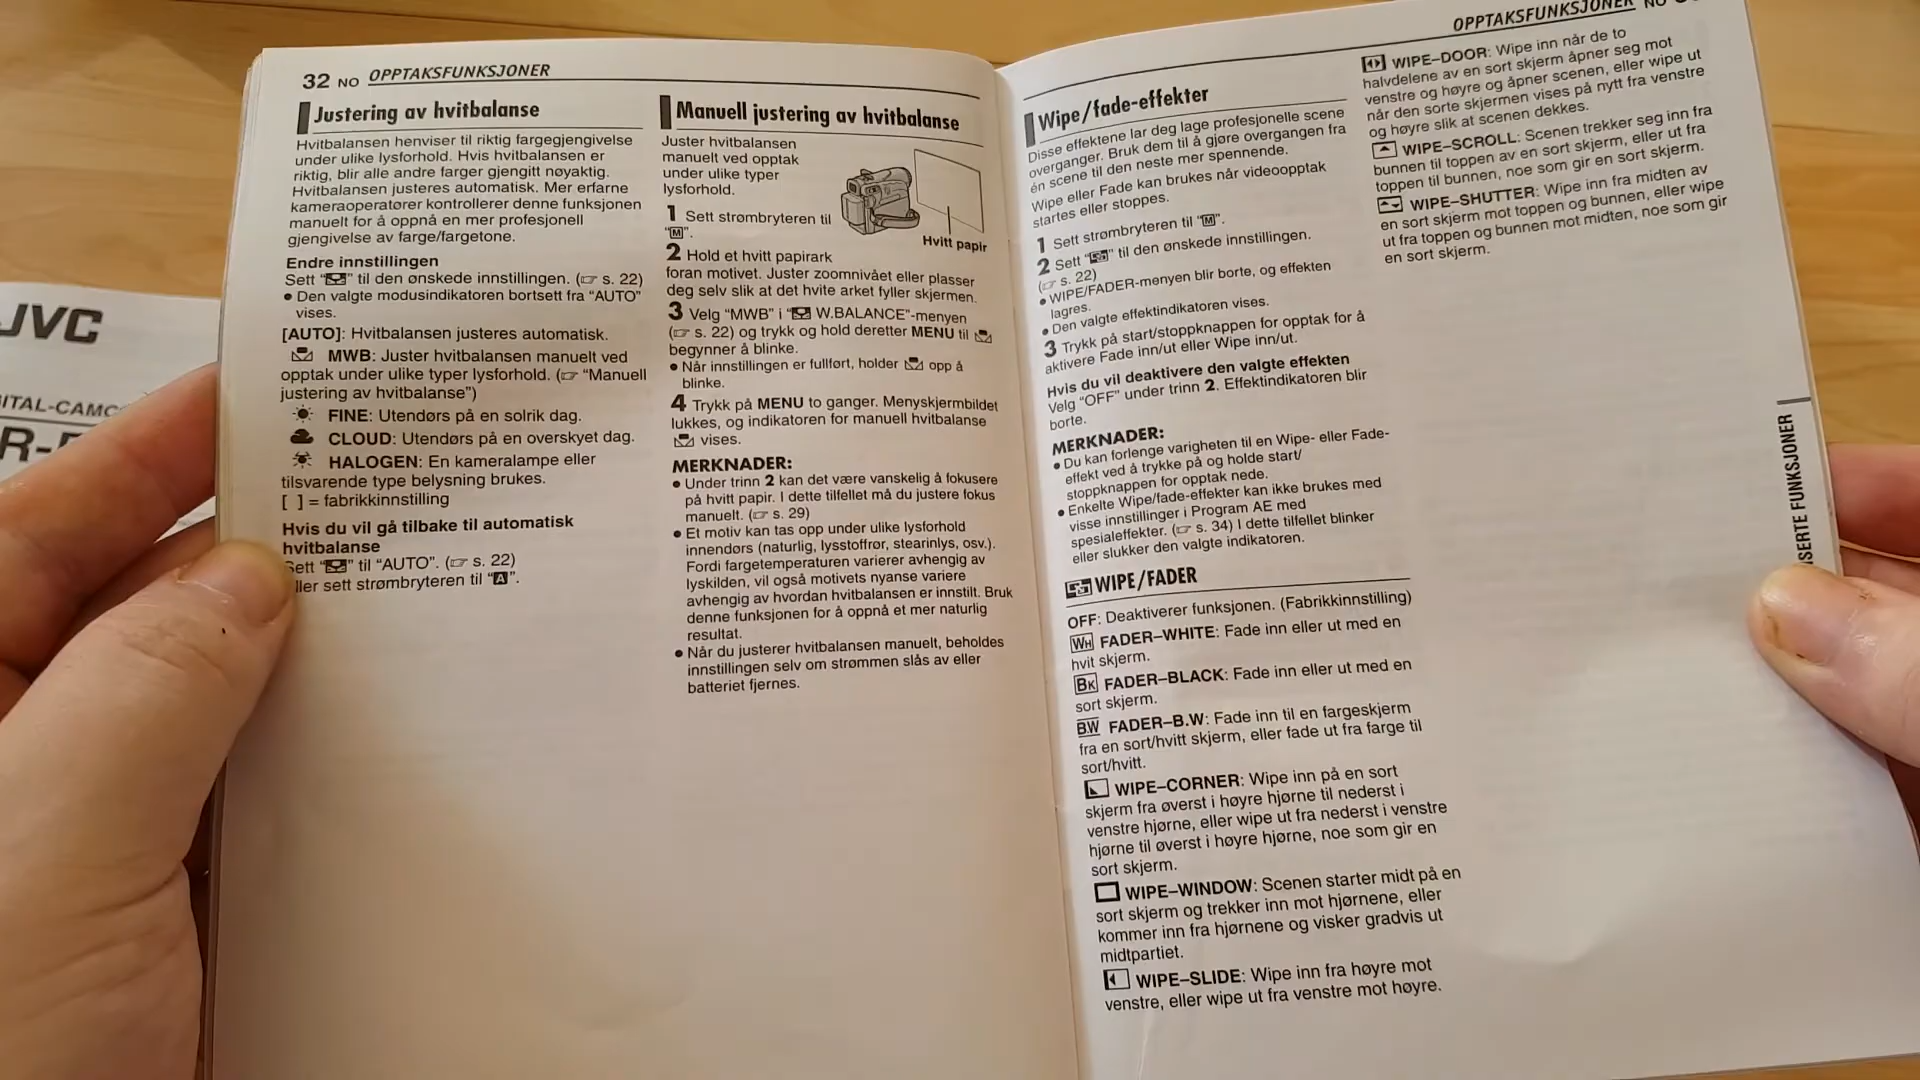 JVC
32 NO OPPTAKSFUNKSJONER
Justering av hvitbalanse
Hvitbalansen henviser til riktig fargegjengivelse
under ulike lysforhold. Hvis hvitbalansen er
riktig, blir alle andre farger gjengitt nøyaktig.
Hvitbalansen justeres automatisk. Mer erfarne
kameraoperatører kontrollerer denne funksjonen
manuelt for å oppnå en mer profesjonell
gjengivelse av farge/fargetone.
Endre innstillingen
Sett “ ” til den ønskede innstillingen. (☞ s. 22)
● Den valgte modusindikatoren bortsett fra “AUTO”
vises.
[AUTO]: Hvitbalansen justeres automatisk.
MWB: Juster hvitbalansen manuelt ved
opptak under ulike typer lysforhold. (☞ “Manuell
justering av hvitbalanse”)
FINE: Utendørs på en solrik dag.
CLOUD: Utendørs på en overskyet dag.
HALOGEN: En kameralampe eller
tilsvarende type belysning brukes.
[ ] = fabrikkinnstilling
Hvis du vil gå tilbake til automatisk
hvitbalanse
Sett “ ” til “AUTO”. (☞ s. 22)
ller sett strømbryteren til “A”.
Manuell justering av hvitbalanse
Juster hvitbalansen
manuelt ved opptak
under ulike typer
lysforhold.
1 Sett strømbryteren til
“M”.
Hvitt papir
2 Hold et hvitt papirark
foran motivet. Juster zoomnivået eller plasser
deg selv slik at det hvite arket fyller skjermen.
3 Velg “MWB” i “ W.BALANCE”-menyen
(☞ s. 22) og trykk og hold deretter MENU til
begynner å blinke.
● Når innstillingen er fullført, holder opp å
blinke.
4 Trykk på MENU to ganger. Menyskjermbildet
lukkes, og indikatoren for manuell hvitbalanse
vises.
MERKNADER:
● Under trinn 2 kan det være vanskelig å fokusere
på hvitt papir. I dette tilfellet må du justere fokus
manuelt. (☞ s. 29)
● Et motiv kan tas opp under ulike lysforhold
innendørs (naturlig, lysstoffrør, stearinlys, osv.).
Fordi fargetemperaturen varierer avhengig av
lyskilden, vil også motivets nyanse variere
avhengig av hvordan hvitbalansen er innstilt. Bruk
denne funksjonen for å oppnå et mer naturlig
resultat.
● Når du justerer hvitbalansen manuelt, beholdes
innstillingen selv om strømmen slås av eller
batteriet fjernes.
OPPTAKSFUNKSJONER NO
Wipe/fade-effekter
Disse effektene lar deg lage profesjonelle scene
overganger. Bruk dem til å gjøre overgangen fra
én scene til den neste mer spennende.
Wipe eller Fade kan brukes når videoopptak
startes eller stoppes.
1 Sett strømbryteren til “M”.
2 Sett “ ” til den ønskede innstillingen.
(☞ s. 22)
● WIPE/FADER-menyen blir borte, og effekten
lagres.
● Den valgte effektindikatoren vises.
3 Trykk på start/stoppknappen for opptak for å
aktivere Fade inn/ut eller Wipe inn/ut.
Hvis du vil deaktivere den valgte effekten
Velg “OFF” under trinn 2. Effektindikatoren blir
borte.
MERKNADER:
● Du kan forlenge varigheten til en Wipe- eller Fade-
effekt ved å trykke på og holde start/
stoppknappen for opptak nede.
● Enkelte Wipe/fade-effekter kan ikke brukes med
visse innstillinger i Program AE med
spesialeffekter. (☞ s. 34) I dette tilfellet blinker
eller slukker den valgte indikatoren.
WIPE/FADER
OFF: Deaktiverer funksjonen. (Fabrikkinnstilling)
WH FADER–WHITE: Fade inn eller ut med en
hvit skjerm.
BK FADER–BLACK: Fade inn eller ut med en
sort skjerm.
B.W FADER–B.W: Fade inn til en fargeskjerm
fra en sort/hvitt skjerm, eller fade ut fra farge til
sort/hvitt.
WIPE–CORNER: Wipe inn på en sort
skjerm fra øverst i høyre hjørne til nederst i
venstre hjørne, eller wipe ut fra nederst i venstre
hjørne til øverst i høyre hjørne, noe som gir en
sort skjerm.
WIPE–WINDOW: Scenen starter midt på en
sort skjerm og trekker inn mot hjørnene, eller
kommer inn fra hjørnene og visker gradvis ut
midtpartiet.
WIPE–SLIDE: Wipe inn fra høyre mot
venstre, eller wipe ut fra venstre mot høyre.
WIPE–DOOR: Wipe inn når de to
halvdelene av en sort skjerm åpner seg mot
venstre og høyre og åpner scenen, eller wipe ut
når den sorte skjermen vises på nytt fra venstre
og høyre slik at scenen dekkes.
WIPE–SCROLL: Scenen trekker seg inn fra
bunnen til toppen av en sort skjerm, eller ut fra
toppen til bunnen, noe som gir en sort skjerm.
WIPE–SHUTTER: Wipe inn fra midten av
en sort skjerm mot toppen og bunnen, eller wipe
ut fra toppen og bunnen mot midten, noe som gir
en sort skjerm.
SERTE FUNKSJONER